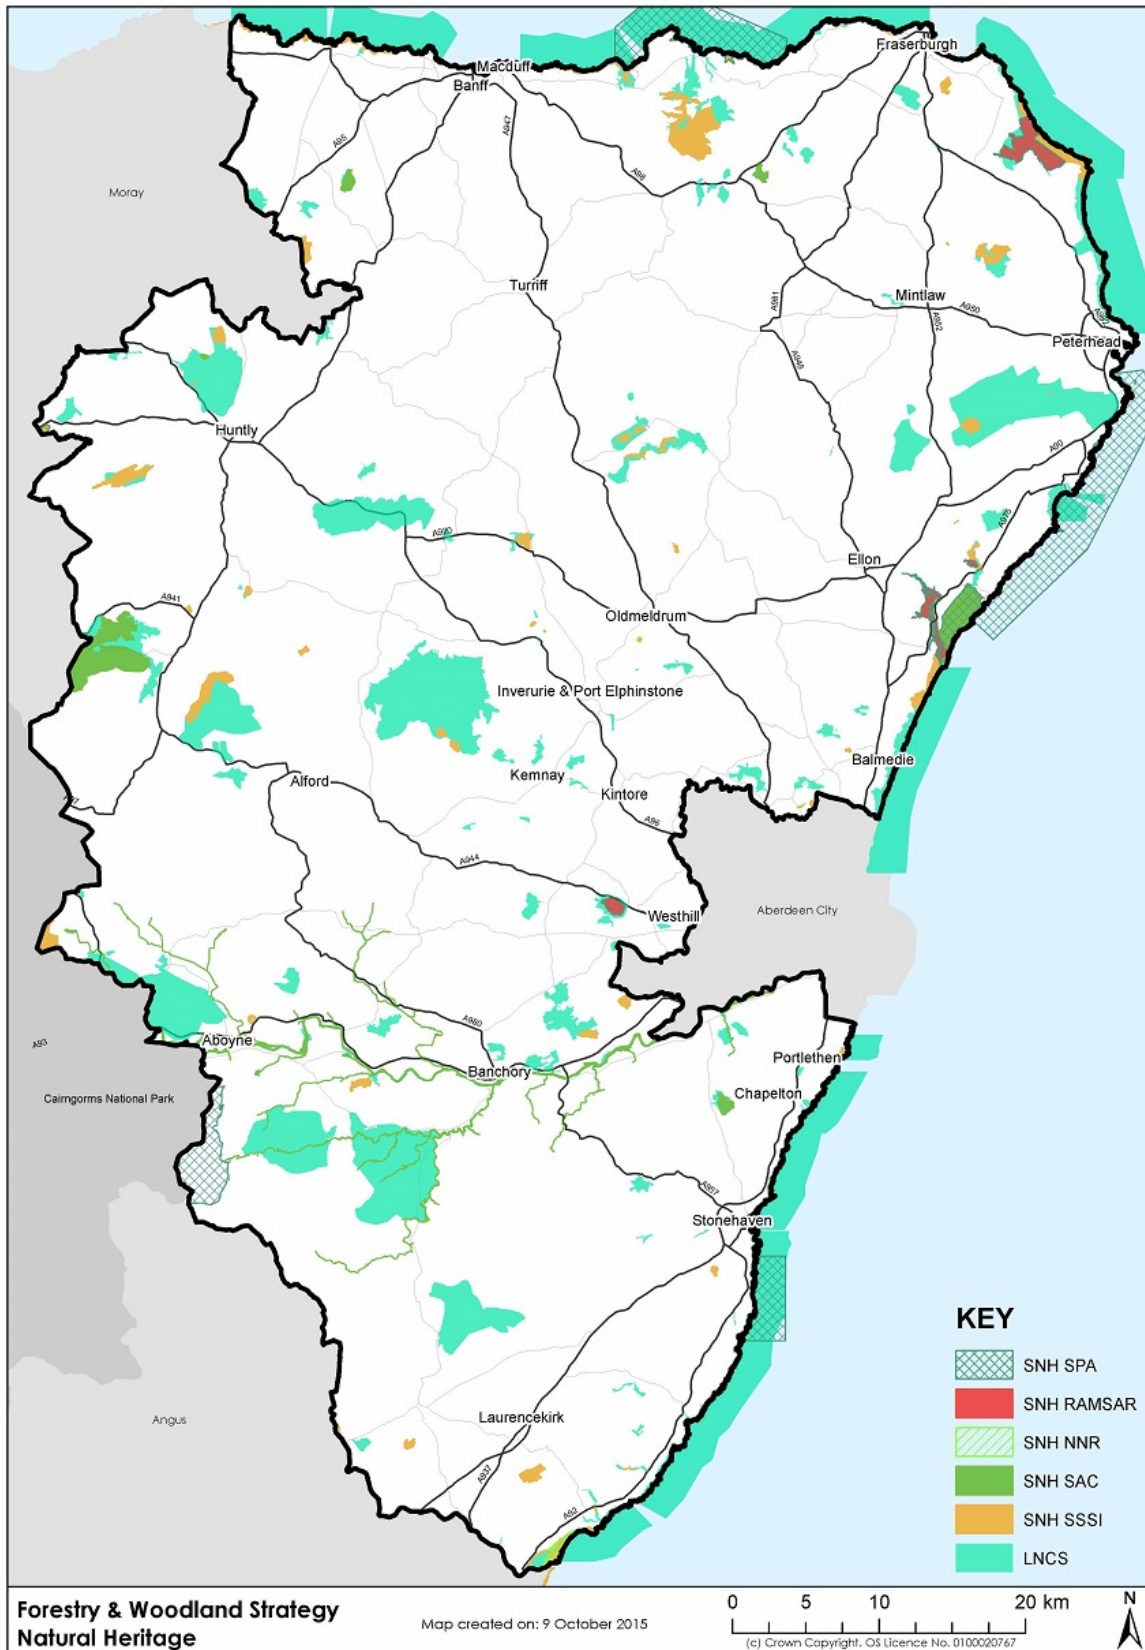 Fraserburgh
Macduff
Banff
A947
A95
A98
Moray
Turriff
A981
Mintlaw
A950
A952
A982
Peterhead
A948
Huntly
A90
A975
A920
Ellon
A941
Oldmeldrum
Inverurie & Port Elphinstone
Balmedie
Kemnay
Alford
Kintore
A96
A944
Westhill
Aberdeen City
A980
Aboyne
A93
Portlethen
Banchory
Chapelton
Cairngorms National Park
A957
Stonehaven
KEY
SNH SPA
SNH RAMSAR
SNH NNR
SNH SAC
SNH SSSI
LNCS
Laurencekirk
Angus
A937
A92
Forestry & Woodland Strategy
Natural Heritage
Map created on: 9 October 2015
0 5 10 20 km
N
(c) Crown Copyright. OS Licence No. 0100020767